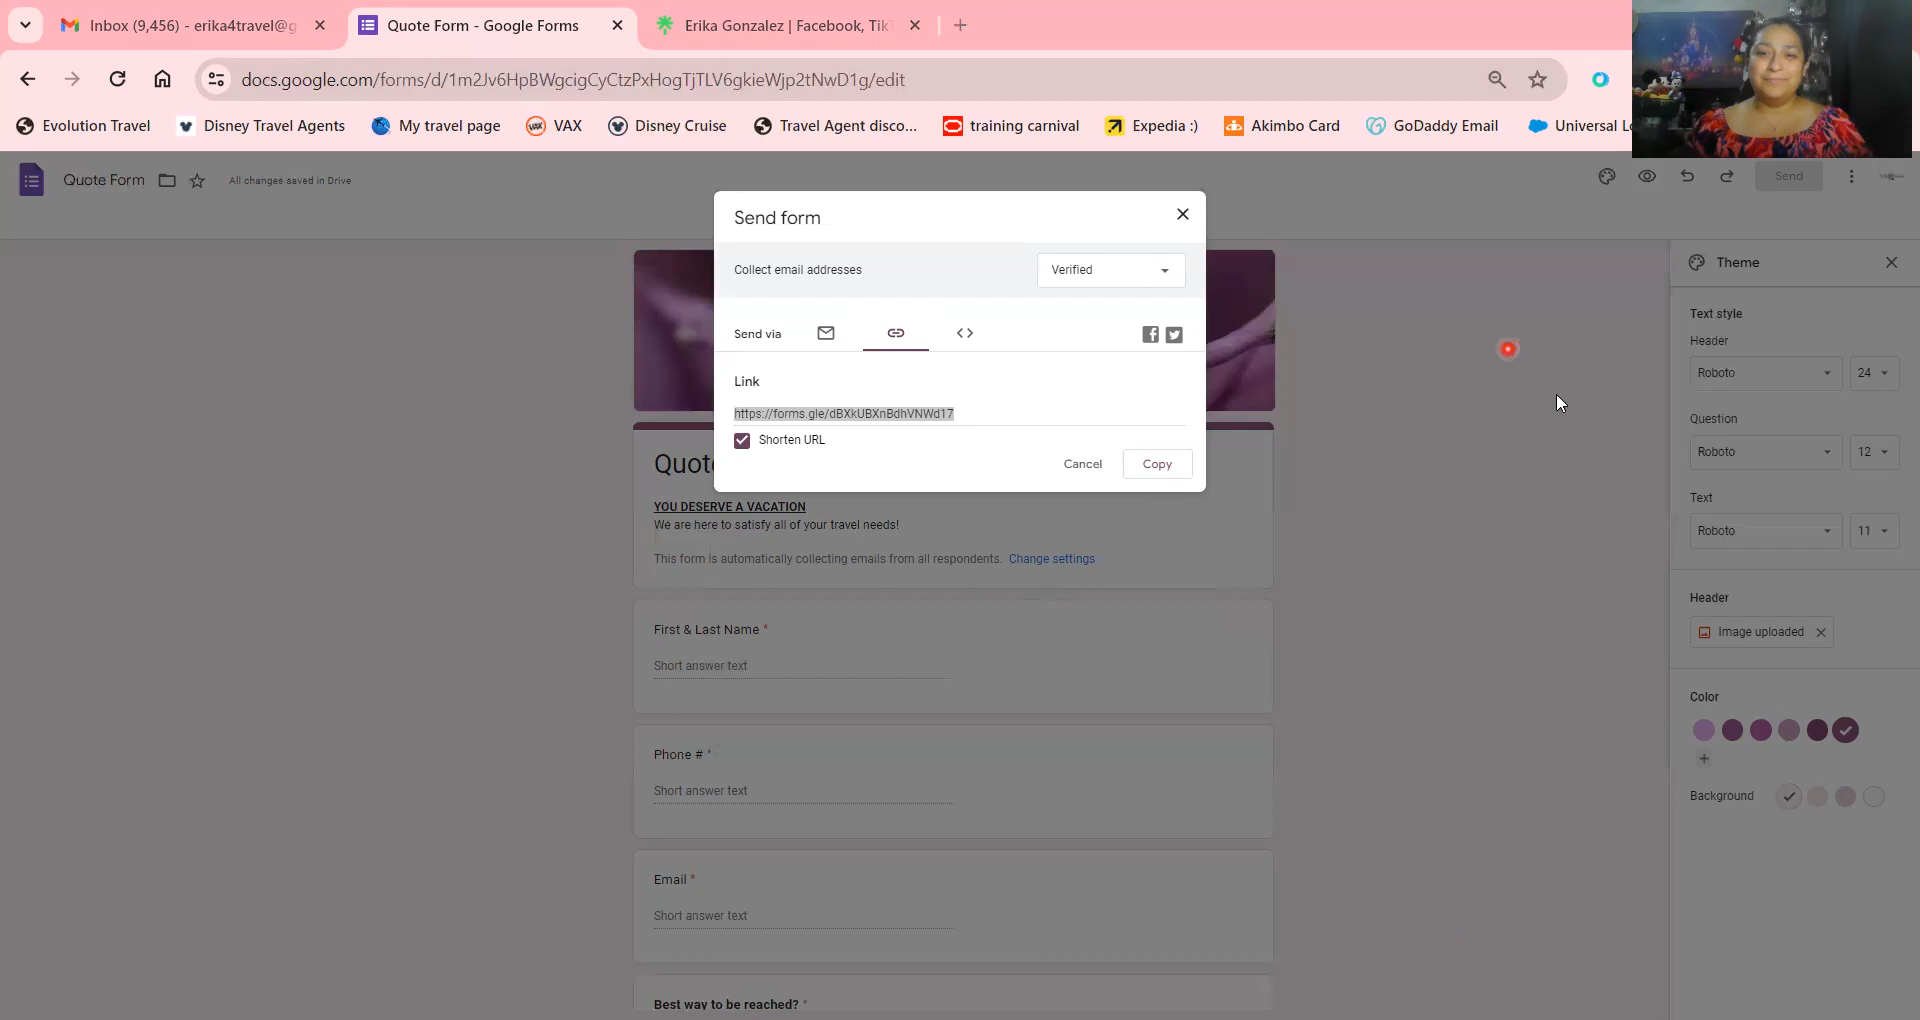 Inbox (9,456) - erika4travel@g
Quote Form - Google Forms
Erika Gonzalez | Facebook, TikT
docs.google.com/forms/d/1m2Jv6HpBWgcigCyCtzPxHogTjTLV6gkieWjp2tNwD1g/edit
Evolution Travel
Disney Travel Agents
My travel page
VAX
Disney Cruise
Travel Agent disco...
training carnival
Expedia :)
Akimbo Card
GoDaddy Email
Universal Lo
Quote Form
All changes saved in Drive
Send
Send form
Collect email addresses
Verified
Send via
Link
https://forms.gle/dBXkUBXnBdhVNWd17
Shorten URL
Cancel
Copy
Quote
YOU DESERVE A VACATION
We are here to satisfy all of your travel needs!
This form is automatically collecting emails from all respondents. Change settings
First & Last Name *
Short answer text
Phone # *
Short answer text
Email *
Short answer text
Best way to be reached? *
Theme
Text style
Header
Roboto
24
Question
Roboto
12
Text
Roboto
11
Header
Image uploaded
Color
Background